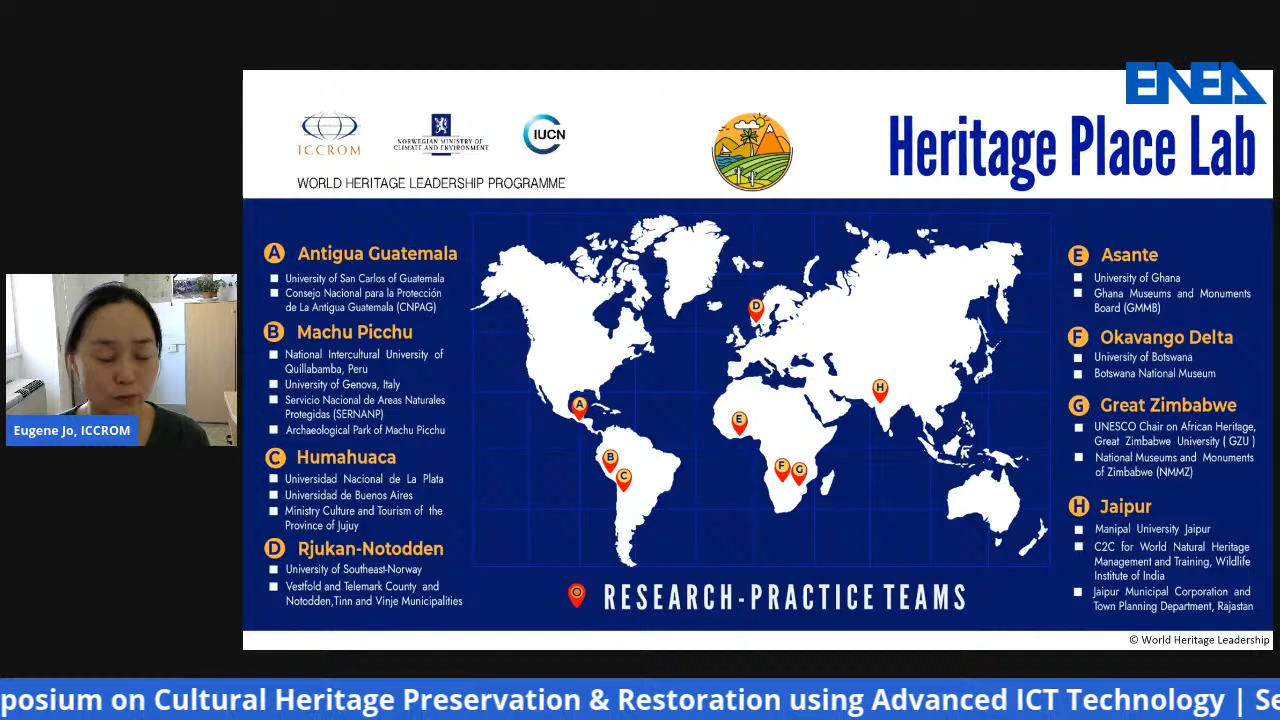 ENEA
ICCROM
NORWEGIAN MINISTRY OF
CLIMATE AND ENVIRONMENT
IUCN
WORLD HERITAGE LEADERSHIP PROGRAMME
Heritage Place Lab
A Antigua Guatemala
University of San Carlos of Guatemala
Consejo Nacional para la Protección
de La Antigua Guatemala (CNPAG)
B Machu Picchu
National Intercultural University of
Quillabamba, Peru
University of Genova, Italy
Servicio Nacional de Areas Naturales
Protegidas (SERNANP)
Archaeological Park of Machu Picchu
C Humahuaca
Universidad Nacional de La Plata
Universidad de Buenos Aires
Ministry Culture and Tourism of the
Province of Jujuy
D Rjukan-Notodden
University of Southeast-Norway
Vestfold and Telemark County and
Notodden,Tinn and Vinje Municipalities
D
H
A
E
B
C
F
G
RESEARCH-PRACTICE TEAMS
E Asante
University of Ghana
Ghana Museums and Monuments
Board (GMMB)
F Okavango Delta
University of Botswana
Botswana National Museum
G Great Zimbabwe
UNESCO Chair on African Heritage,
Great Zimbabwe University ( GZU )
National Museums and Monuments
of Zimbabwe (NMMZ)
H Jaipur
Manipal University Jaipur
C2C for World Natural Heritage
Management and Training, Wildlife
Institute of India
Jaipur Municipal Corporation and
Town Planning Department, Rajastan
© World Heritage Leadership
Eugene Jo, ICCROM
posium on Cultural Heritage Preservation & Restoration using Advanced ICT Technology | Se